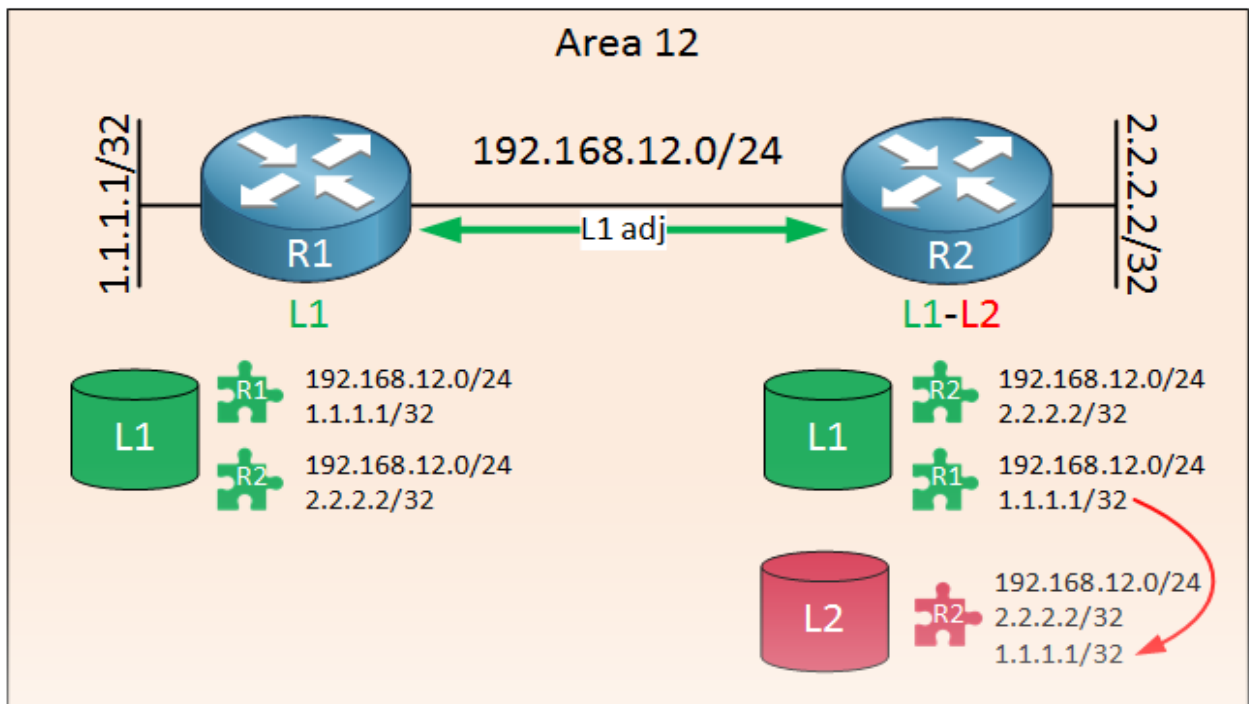 Area 12
1.1.1.1/32
192.168.12.0/24
2.2.2.2/32
L1 adj
R1
R2
L1
L1-L2
L1
R1
192.168.12.0/24
1.1.1.1/32
R2
192.168.12.0/24
2.2.2.2/32
L1
R2
192.168.12.0/24
2.2.2.2/32
R1
192.168.12.0/24
1.1.1.1/32
L2
R2
192.168.12.0/24
2.2.2.2/32
1.1.1.1/32